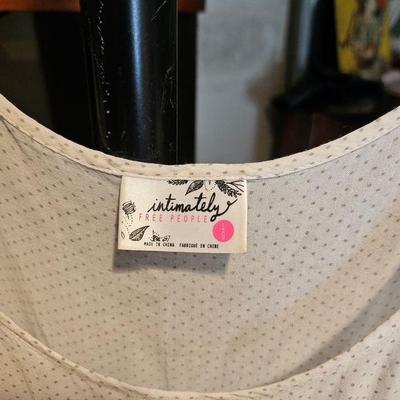 intimately
FREE PEOPLE
MADE IN CHINA FABRIQUÉ EN CHINE